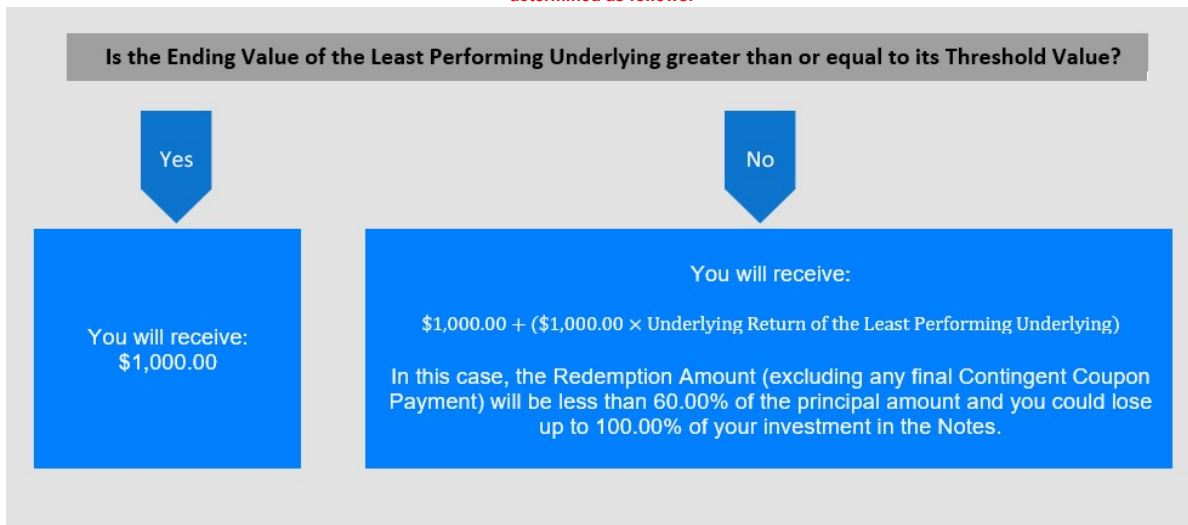 determined as follows:
Is the Ending Value of the Least Performing Underlying greater than or equal to its Threshold Value?
Yes
No
You will receive:
$1,000.00
You will receive:
$1,000.00 + ($1,000.00 × Underlying Return of the Least Performing Underlying)
In this case, the Redemption Amount (excluding any final Contingent Coupon
Payment) will be less than 60.00% of the principal amount and you could lose
up to 100.00% of your investment in the Notes.